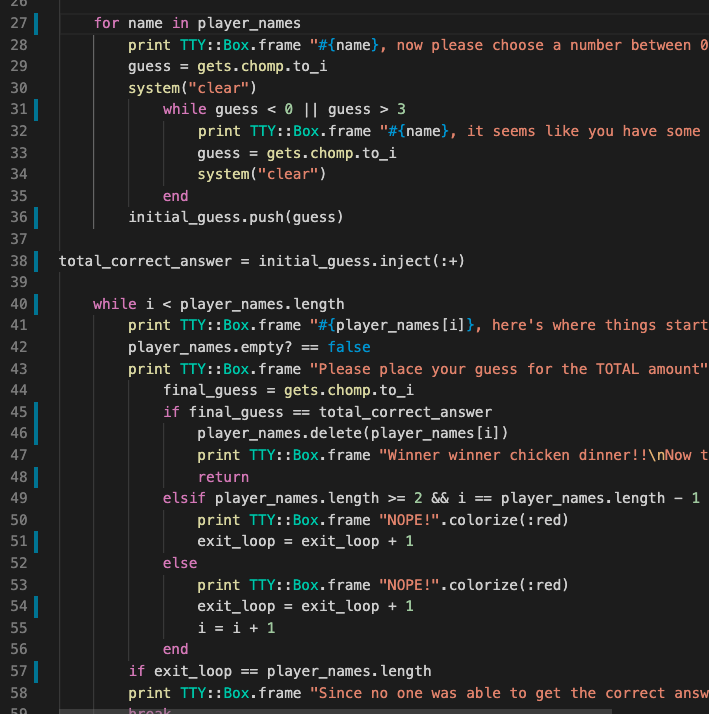 26
27 for name in player_names
28 print TTY::Box.frame "#{name}, now please choose a number between 0
29 guess = gets.chomp.to_i
30 system("clear")
31 while guess < 0 || guess > 3
32 print TTY::Box.frame "#{name}, it seems like you have some
33 guess = gets.chomp.to_i
34 system("clear")
35 end
36 initial_guess.push(guess)
37
38 total_correct_answer = initial_guess.inject(:+)
39
40 while i < player_names.length
41 print TTY::Box.frame "#{player_names[i]}, here's where things start
42 player_names.empty? == false
43 print TTY::Box.frame "Please place your guess for the TOTAL amount"
44 final_guess = gets.chomp.to_i
45 if final_guess == total_correct_answer
46 player_names.delete(player_names[i])
47 print TTY::Box.frame "Winner winner chicken dinner!!\nNow t
48 return
49 elsif player_names.length >= 2 && i == player_names.length - 1
50 print TTY::Box.frame "NOPE!".colorize(:red)
51 exit_loop = exit_loop + 1
52 else
53 print TTY::Box.frame "NOPE!".colorize(:red)
54 exit_loop = exit_loop + 1
55 i = i + 1
56 end
57 if exit_loop == player_names.length
58 print TTY::Box.frame "Since no one was able to get the correct answ
59 break